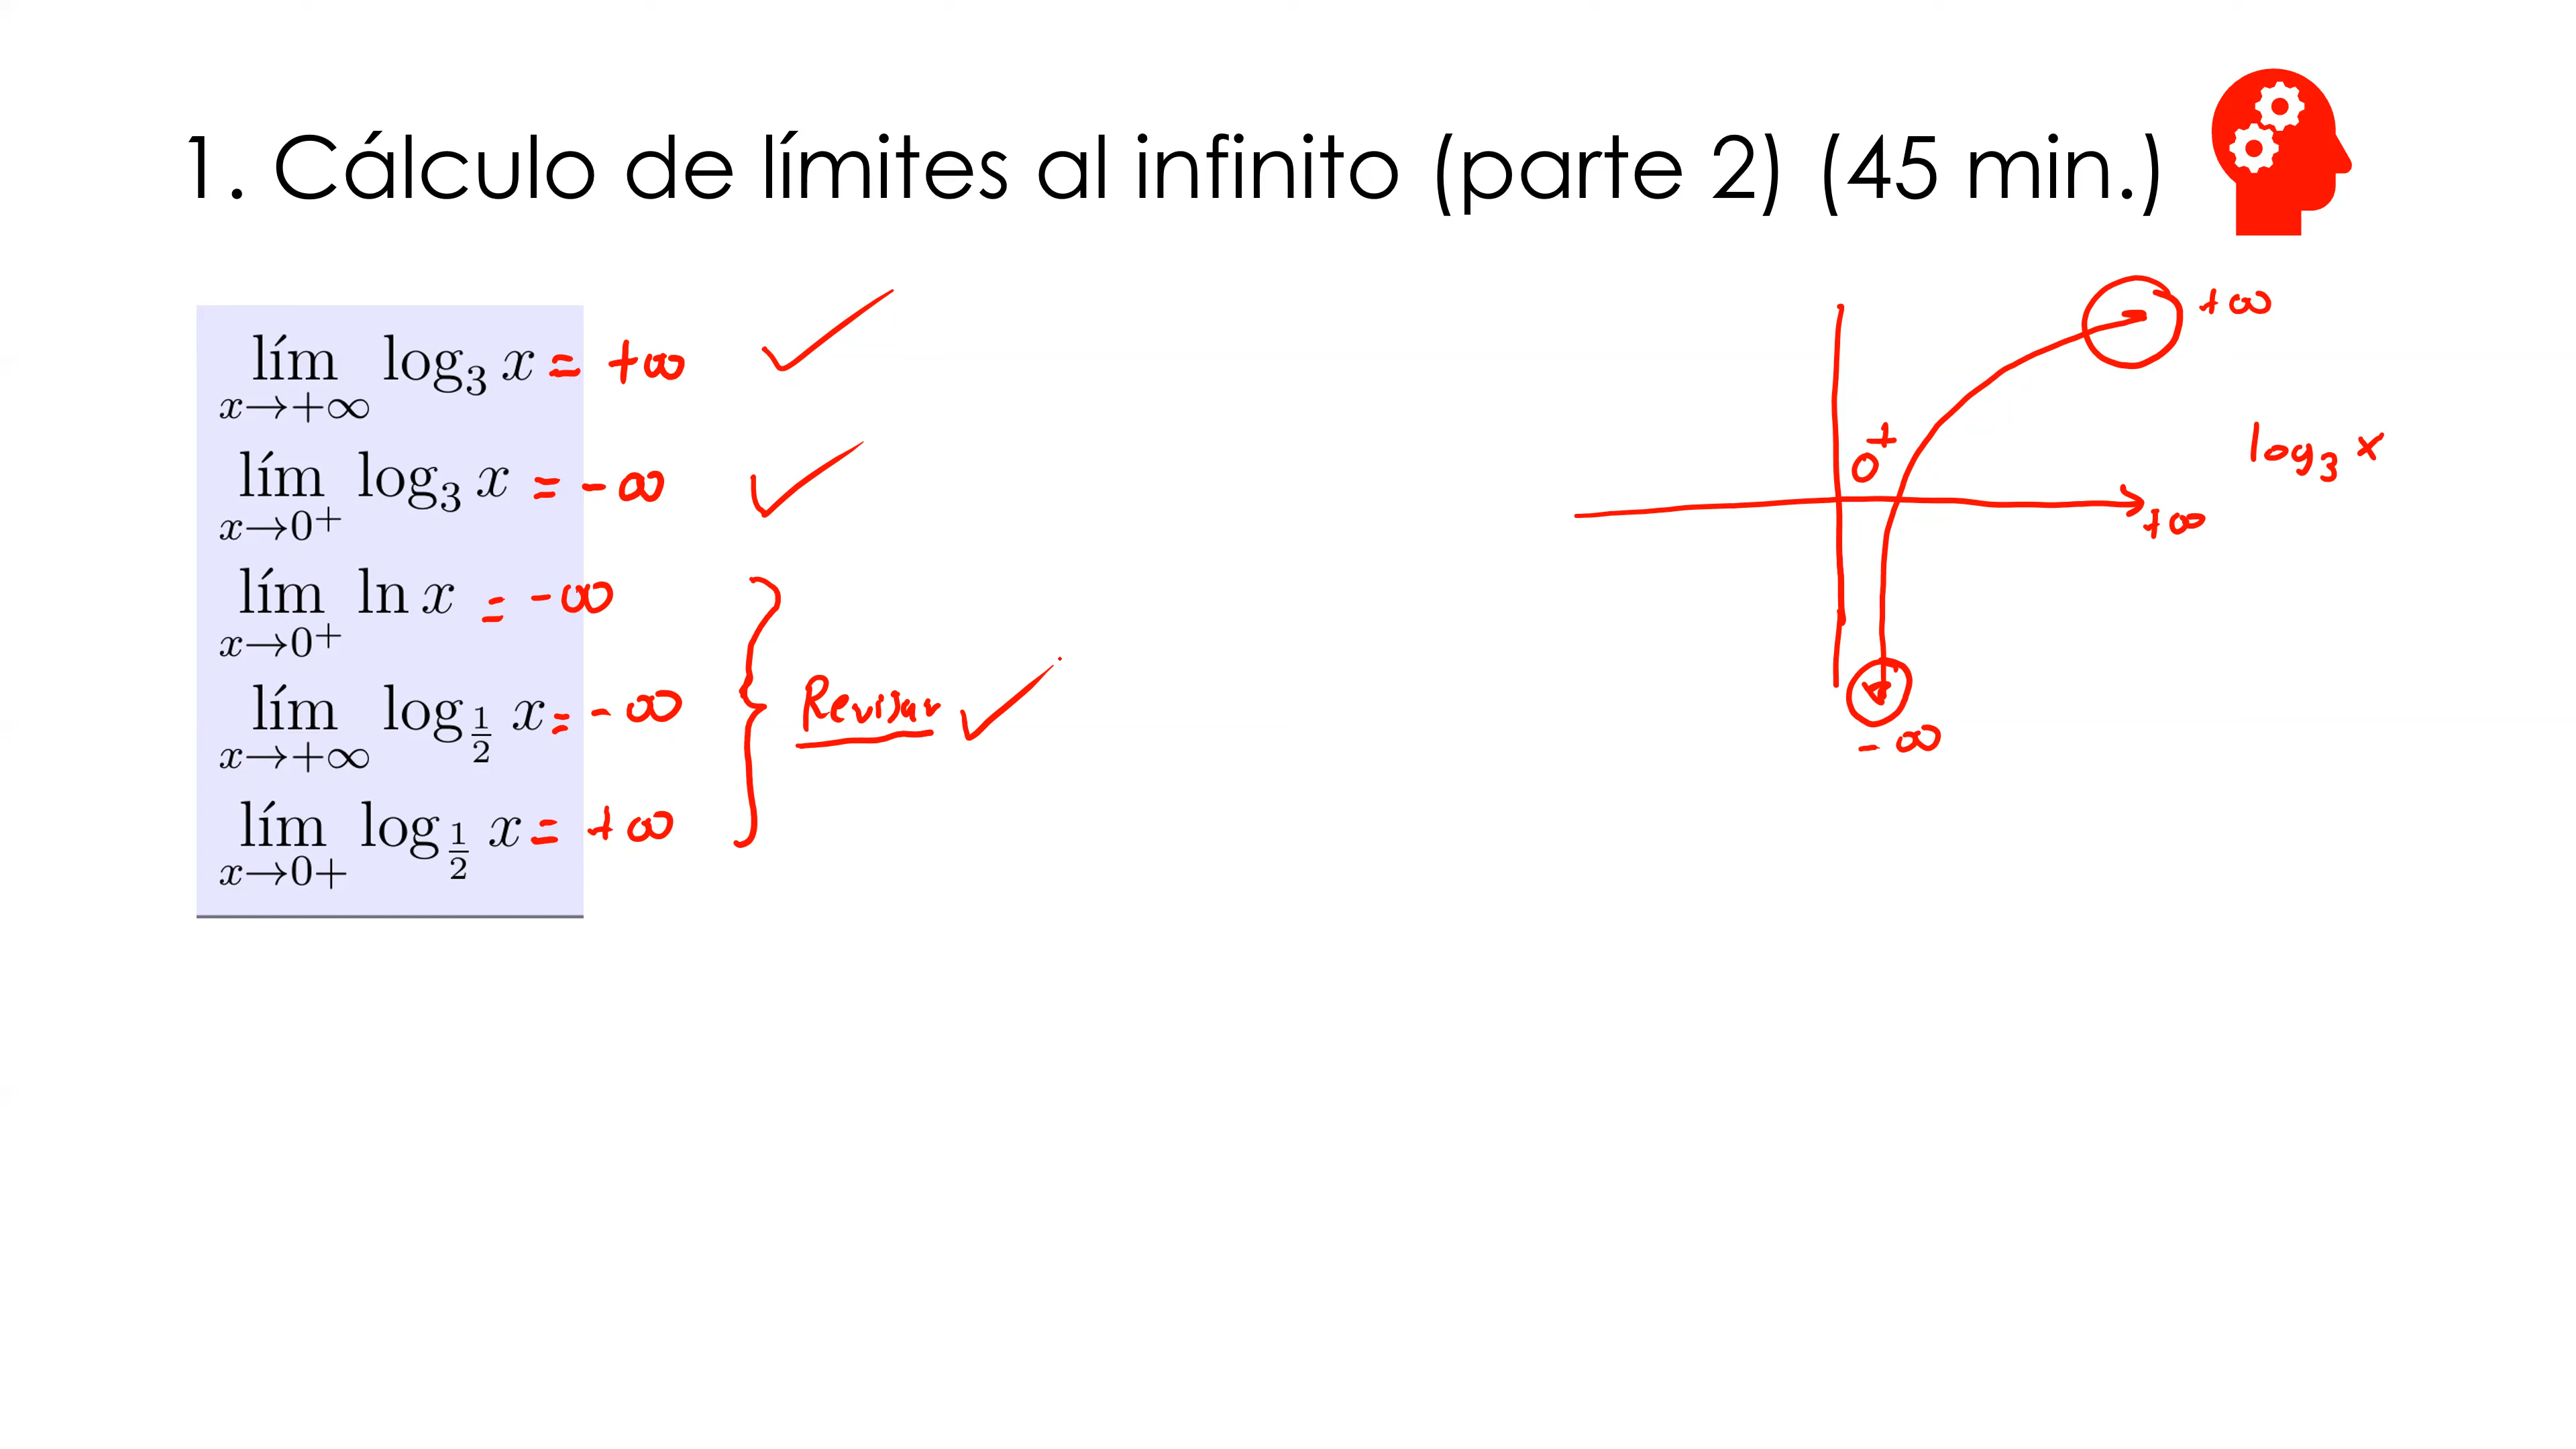 1. Cálculo de límites al infinito (parte 2) (45 min.)
lím x→+∞ log₃ x = +∞
lím x→0⁺ log₃ x = -∞
lím x→0⁺ ln x = -∞
lím x→+∞ log_{1/2} x = -∞
lím x→0+ log_{1/2} x = +∞
Revisar
+∞
0⁺
log₃ x
+∞
-∞